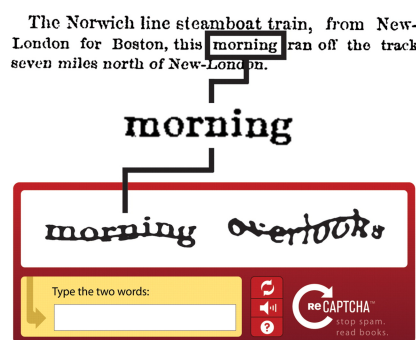 The Norwich line steamboat train, from New-
London for Boston, this morning ran off the track
seven miles north of New-London.
morning
morning overlooks
Type the two words:
?
ReCAPTCHA™
stop spam.
read books.